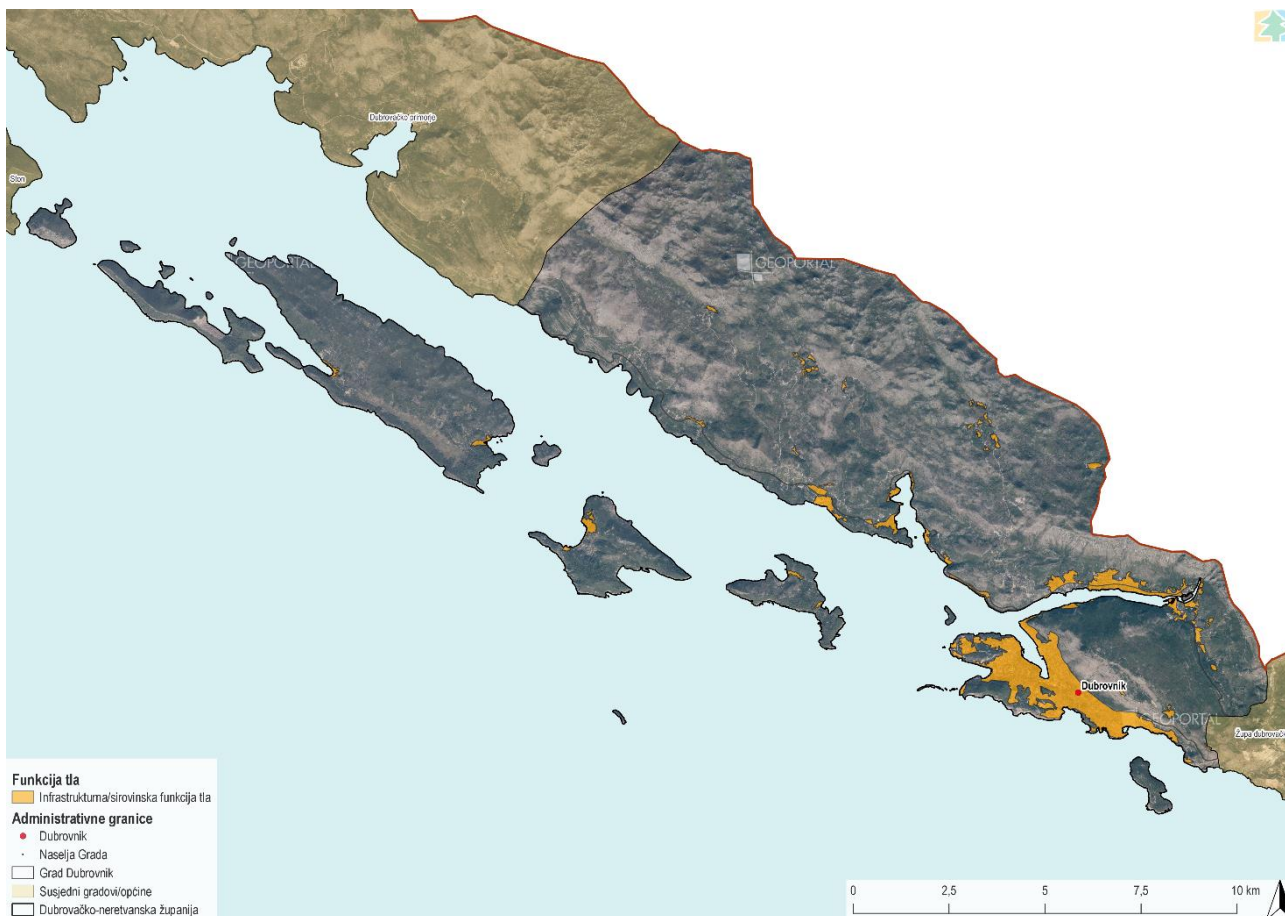 Dubrovačko primorje
Ston
GEOPORTAL
GEOPORTAL
Dubrovnik
GEOPORTAL
Župa dubrovačk
Funkcija tla
Infrastrukturna/sirovinska funkcija tla
Administrativne granice
Dubrovnik
Naselja Grada
Grad Dubrovnik
Susjedni gradovi/općine
Dubrovačko-neretvanska županija
0 2,5 5 7,5 10 km